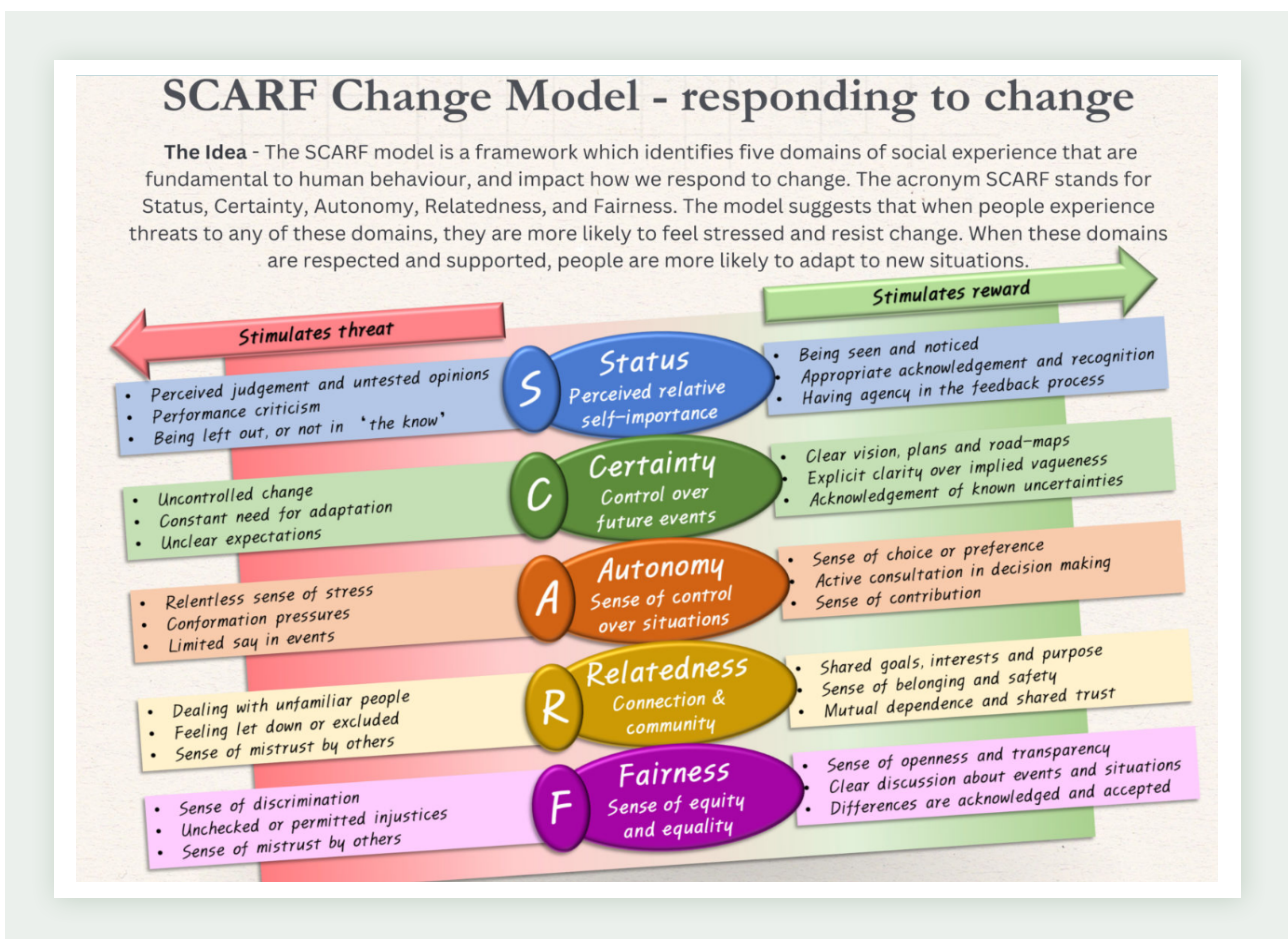 SCARF Change Model - responding to change
The Idea - The SCARF model is a framework which identifies five domains of social experience that are
fundamental to human behaviour, and impact how we respond to change. The acronym SCARF stands for
Status, Certainty, Autonomy, Relatedness, and Fairness. The model suggests that when people experience
threats to any of these domains, they are more likely to feel stressed and resist change. When these domains
are respected and supported, people are more likely to adapt to new situations.
Stimulates threat
Stimulates reward
• Perceived judgement and untested opinions
• Performance criticism
• Being left out, or not in 'the know'
S
Status
Perceived relative
self-importance
• Being seen and noticed
• Appropriate acknowledgement and recognition
• Having agency in the feedback process
• Uncontrolled change
• Constant need for adaptation
• Unclear expectations
C
Certainty
Control over
future events
• Clear vision, plans and road-maps
• Explicit clarity over implied vagueness
• Acknowledgement of known uncertainties
• Relentless sense of stress
• Conformation pressures
• Limited say in events
A
Autonomy
Sense of control
over situations
• Sense of choice or preference
• Active consultation in decision making
• Sense of contribution
• Dealing with unfamiliar people
• Feeling let down or excluded
• Sense of mistrust by others
R
Relatedness
Connection &
community
• Shared goals, interests and purpose
• Sense of belonging and safety
• Mutual dependence and shared trust
• Sense of discrimination
• Unchecked or permitted injustices
• Sense of mistrust by others
F
Fairness
Sense of equity
and equality
• Sense of openness and transparency
• Clear discussion about events and situations
• Differences are acknowledged and accepted